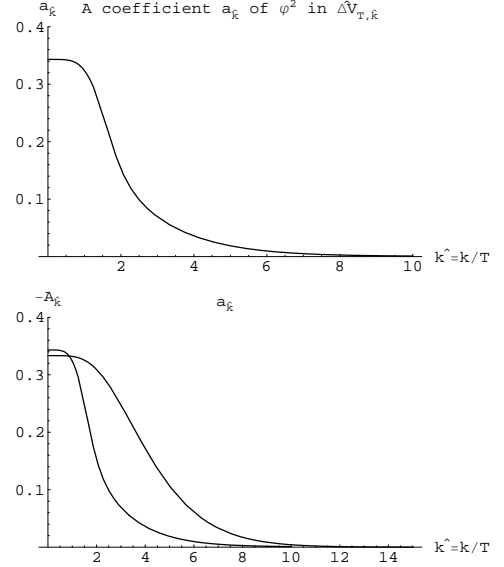 a_k̂ A coefficient a_k̂ of φ² in ΔV̂_T,k̂
0.4
0.3
0.2
0.1
2 4 6 8 10 k̂=k/T
-A_k̂ a_k̂
0.4
0.3
0.2
0.1
2 4 6 8 10 12 14 k̂=k/T